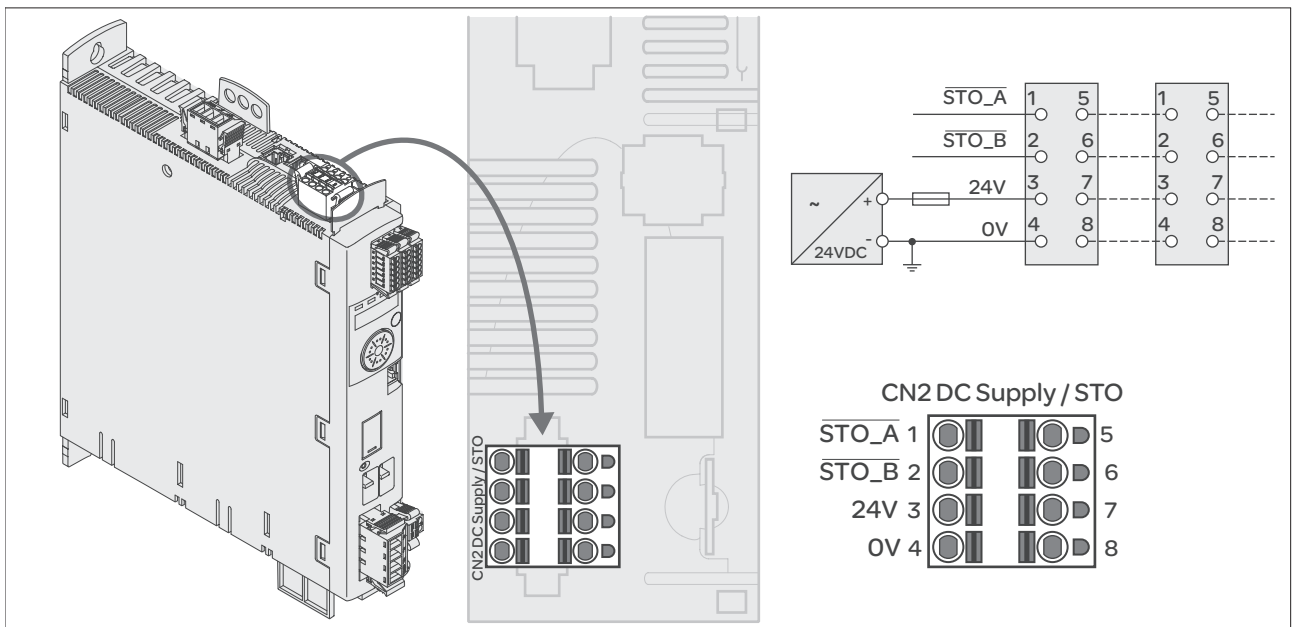 CN2 DC Supply / STO
STO_A 1 5 1 5
STO_B 2 6 2 6
24V 3 7 3 7
0V 4 8 4 8
~ + -
24VDC
CN2 DC Supply / STO
STO_A 1 5
STO_B 2 6
24V 3 7
0V 4 8